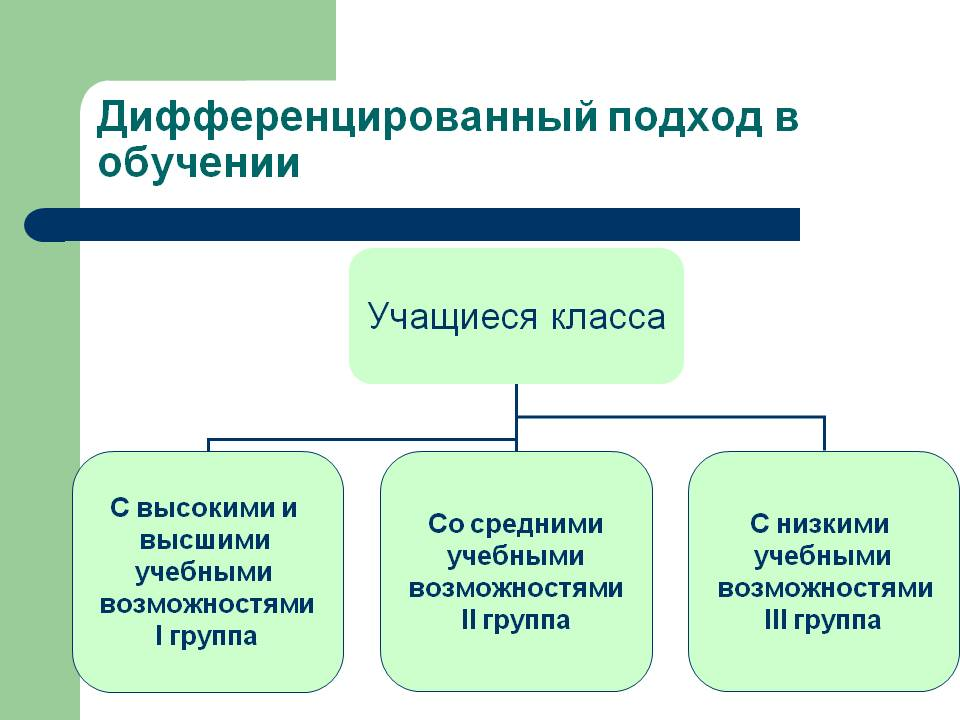 Дифференцированный подход в
обучении
Учащиеся класса
С высокими и
высшими
учебными
возможностями
I группа
Со средними
учебными
возможностями
II группа
С низкими
учебными
возможностями
III группа